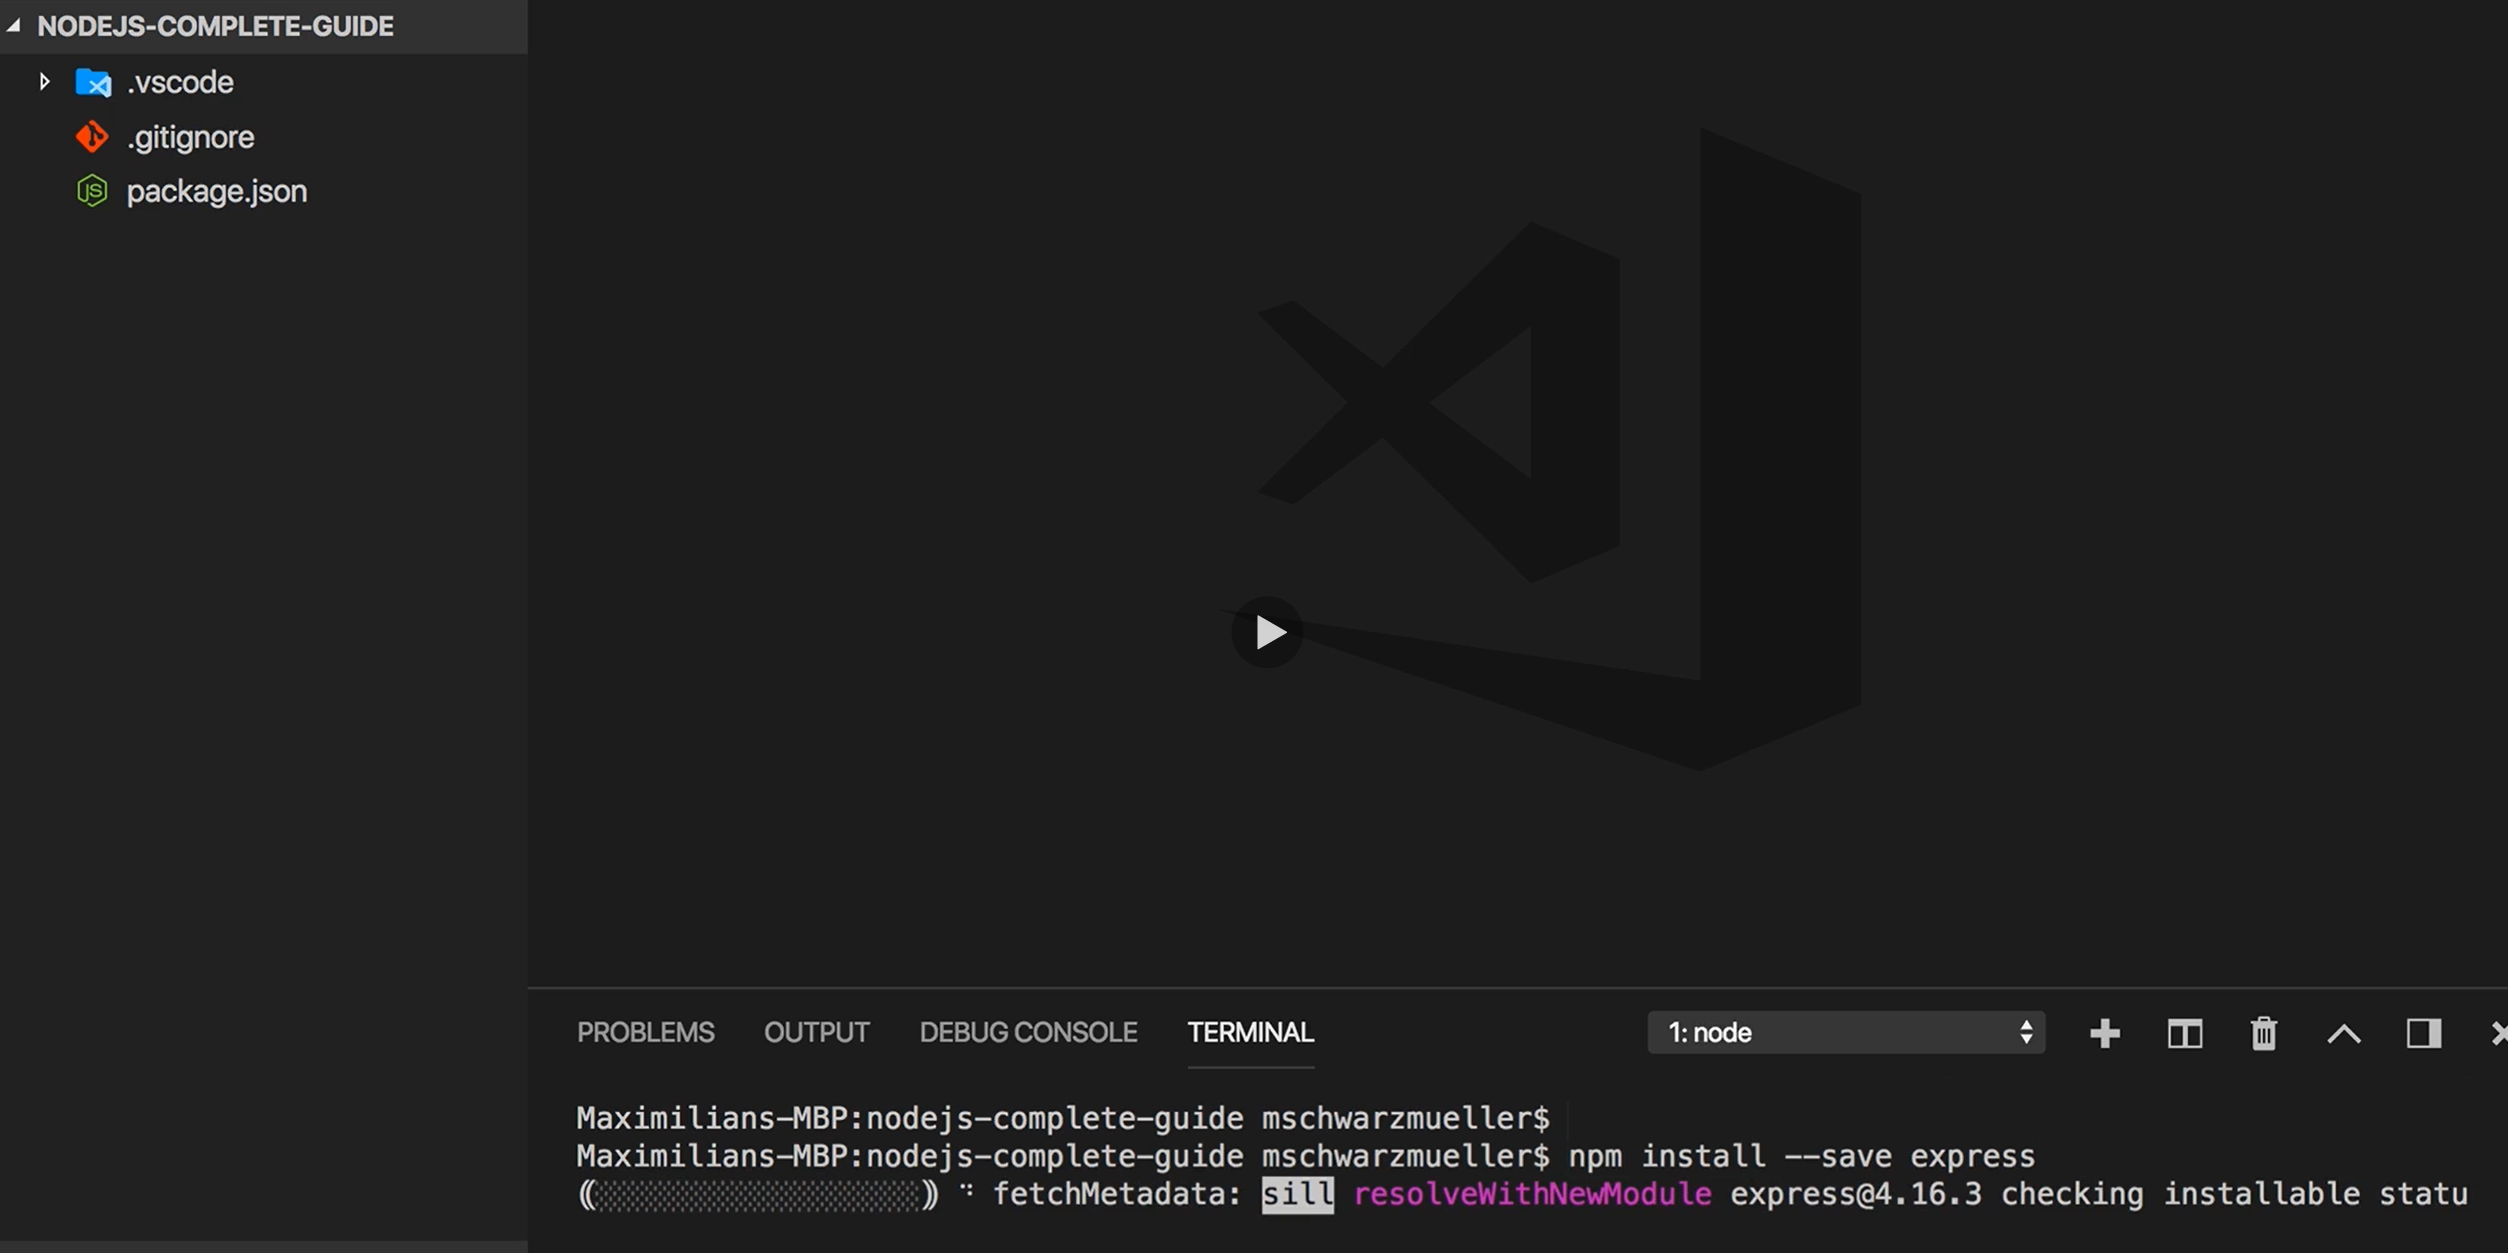 NODEJS-COMPLETE-GUIDE
.vscode
.gitignore
package.json
PROBLEMS OUTPUT DEBUG CONSOLE TERMINAL 1: node
Maximilians-MBP:nodejs-complete-guide mschwarzmueller$
Maximilians-MBP:nodejs-complete-guide mschwarzmueller$ npm install --save express
fetchMetadata: sill resolveWithNewModule express@4.16.3 checking installable statu